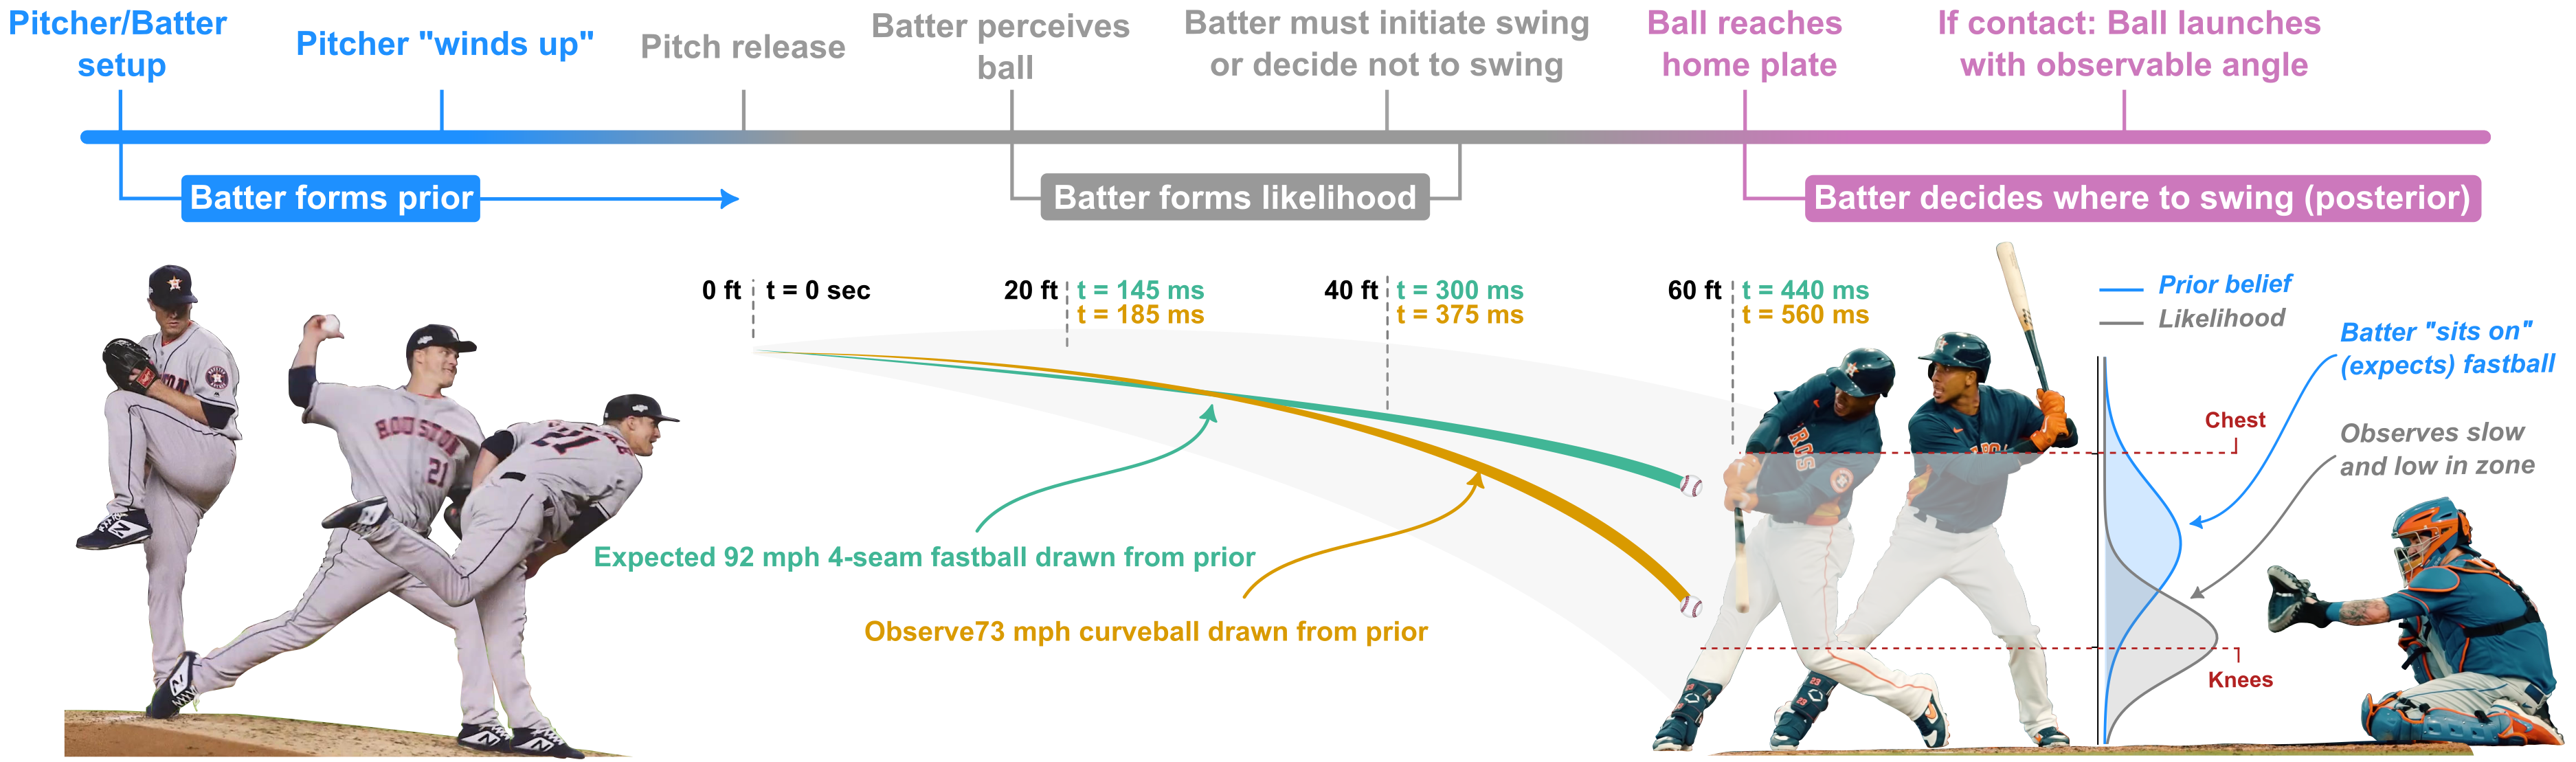 Pitcher/Batter
setup
Pitcher "winds up"
Pitch release
Batter perceives
ball
Batter must initiate swing
or decide not to swing
Ball reaches
home plate
If contact: Ball launches
with observable angle
Batter forms prior
Batter forms likelihood
Batter decides where to swing (posterior)
0 ft t = 0 sec
20 ft t = 145 ms
t = 185 ms
40 ft t = 300 ms
t = 375 ms
60 ft t = 440 ms
t = 560 ms
Prior belief
Likelihood
Batter "sits on"
(expects) fastball
Chest
Observes slow
and low in zone
Expected 92 mph 4-seam fastball drawn from prior
Observe73 mph curveball drawn from prior
Knees
HOUSTON
21
21